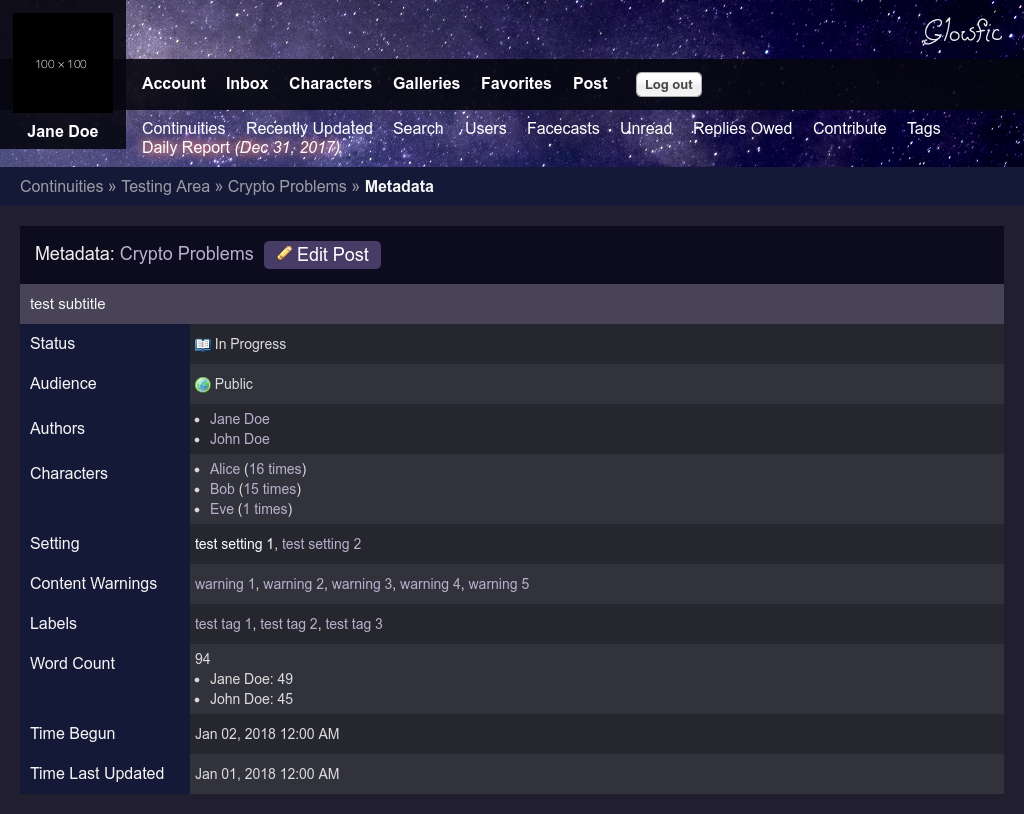 Glowfic
100 × 100
Account Inbox Characters Galleries Favorites Post Log out
Jane Doe
Continuities Recently Updated Search Users Facecasts Unread Replies Owed Contribute Tags
Daily Report (Dec 31, 2017)
Continuities » Testing Area » Crypto Problems » Metadata
Metadata: Crypto Problems Edit Post
test subtitle
Status In Progress
Audience Public
Authors
• Jane Doe
• John Doe
Characters
• Alice (16 times)
• Bob (15 times)
• Eve (1 times)
Setting test setting 1, test setting 2
Content Warnings warning 1, warning 2, warning 3, warning 4, warning 5
Labels test tag 1, test tag 2, test tag 3
Word Count 94
• Jane Doe: 49
• John Doe: 45
Time Begun Jan 02, 2018 12:00 AM
Time Last Updated Jan 01, 2018 12:00 AM